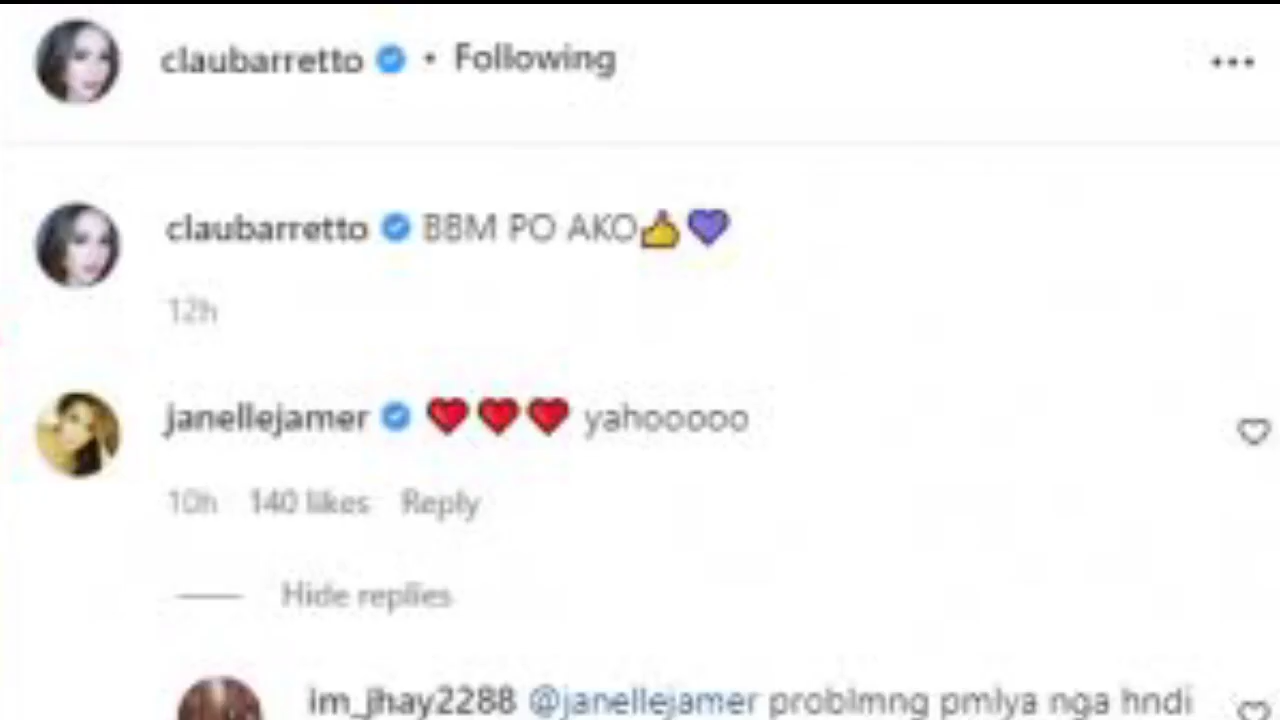 claubarretto • Following
claubarretto BBM PO AKO👍💜
12h
janellejamer ❤️❤️❤️ yahooooo
10h 140 likes Reply
Hide replies
im_jhay2288 @janellejamer problmng pmlya nga hndi